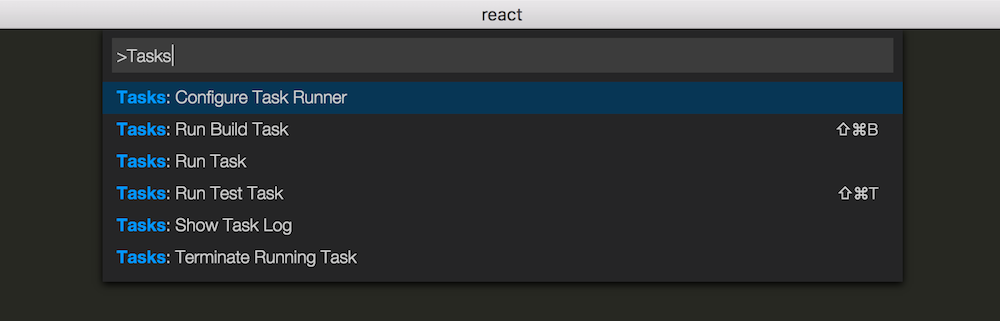 react
>Tasks
Tasks: Configure Task Runner
Tasks: Run Build Task ⇧⌘B
Tasks: Run Task
Tasks: Run Test Task ⇧⌘T
Tasks: Show Task Log
Tasks: Terminate Running Task